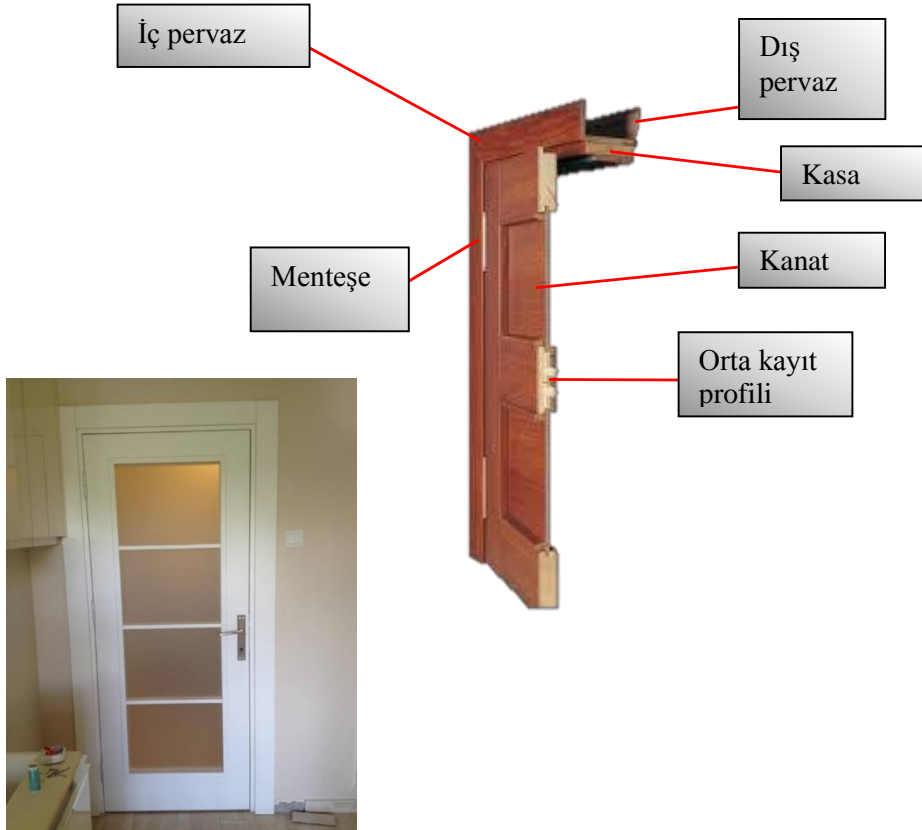 İç pervaz
Dış
pervaz
Kasa
Menteşe
Kanat
Orta kayıt
profili